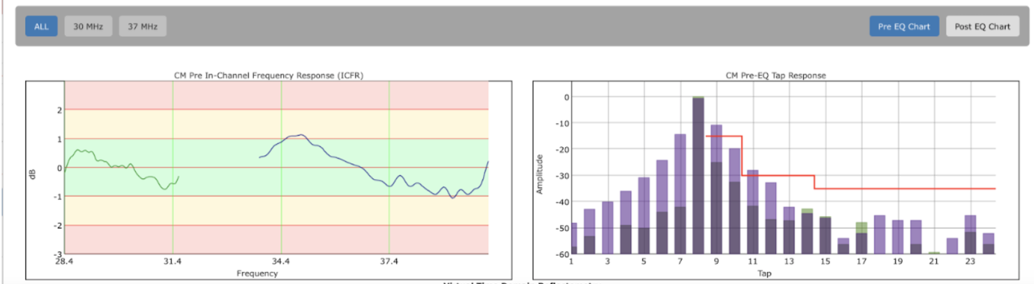 ALL 30 MHz 37 MHz Pre EQ Chart Post EQ Chart
CM Pre In-Channel Frequency Response (ICFR)
2
1
0
-1
-2
-3
dB
28.4 31.4 34.4 37.4
Frequency
CM Pre-EQ Tap Response
0
-10
-20
-30
-40
-50
-60
Amplitude
1 3 5 7 9 11 13 15 17 19 21 23
Tap